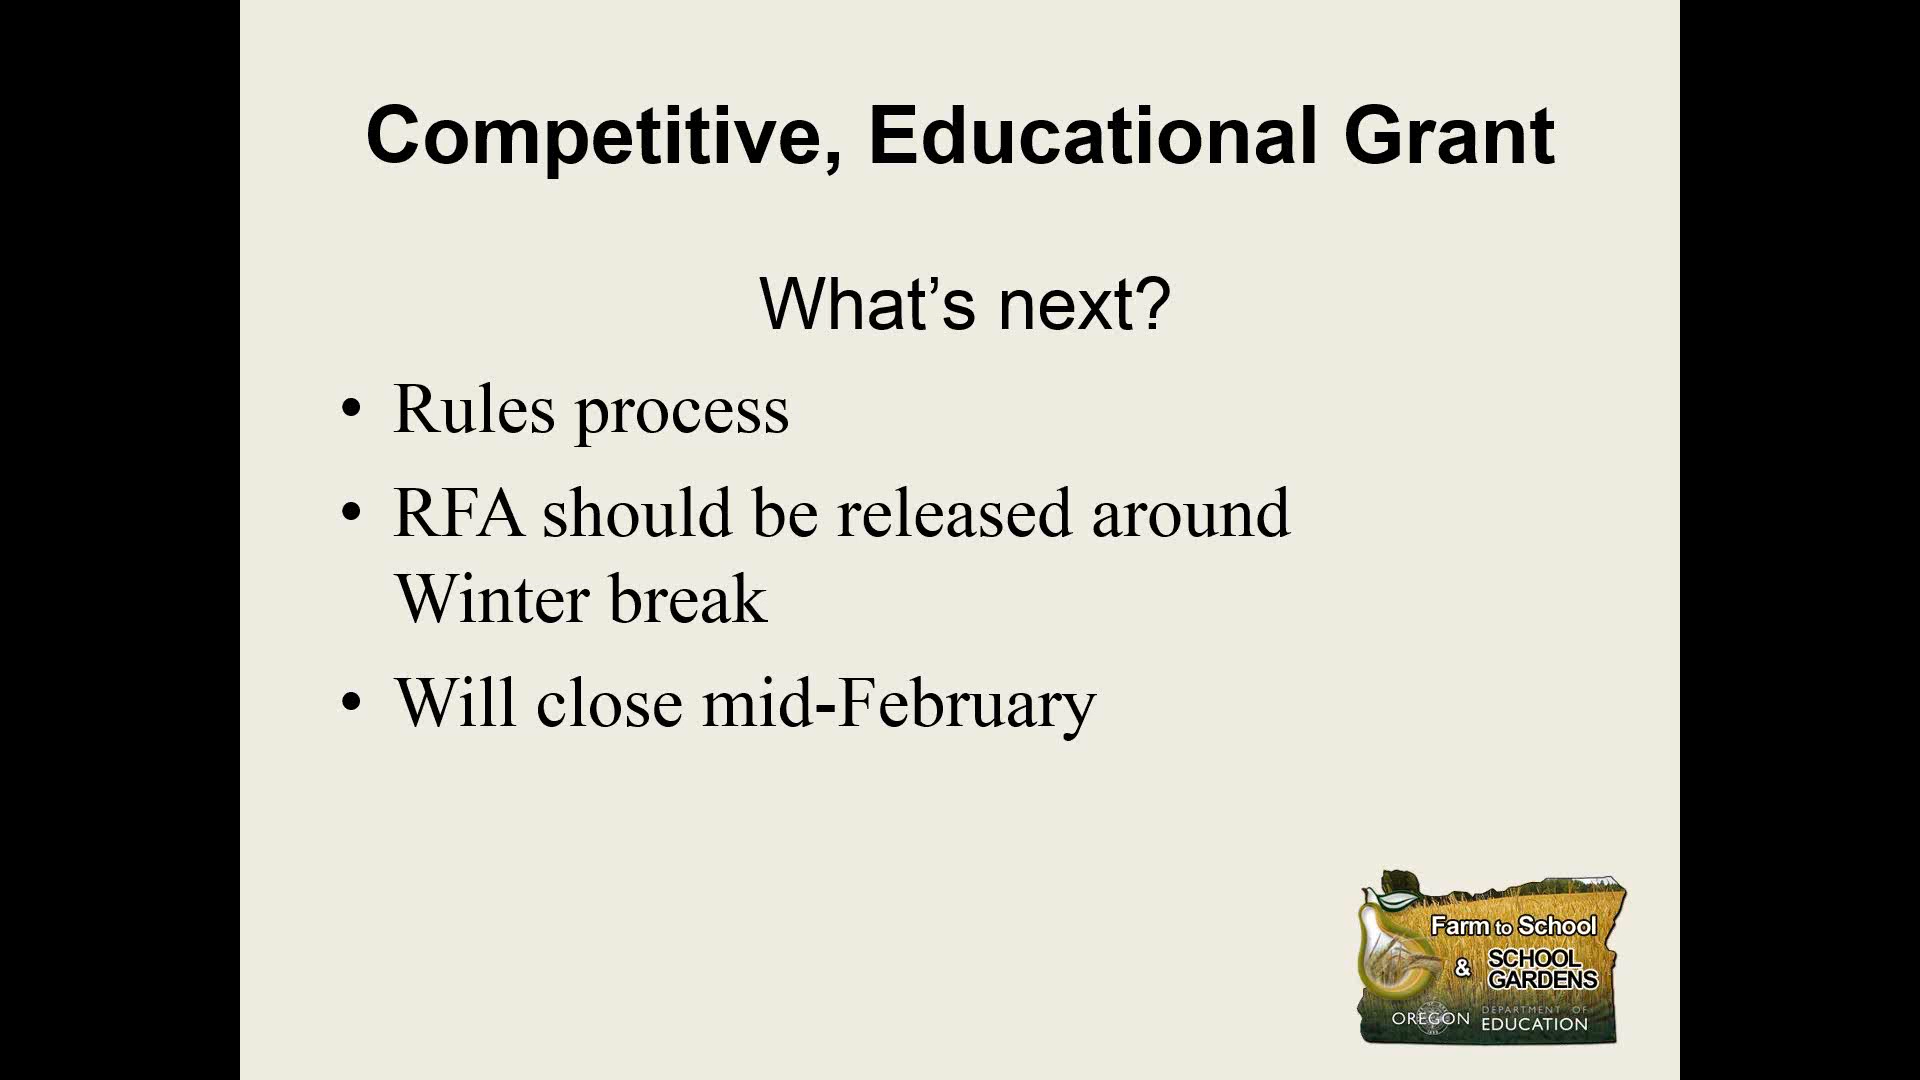 Competitive, Educational Grant
What’s next?
• Rules process
• RFA should be released around
Winter break
• Will close mid-February
Farm to School
& SCHOOL
GARDENS
OREGON DEPARTMENT OF
EDUCATION